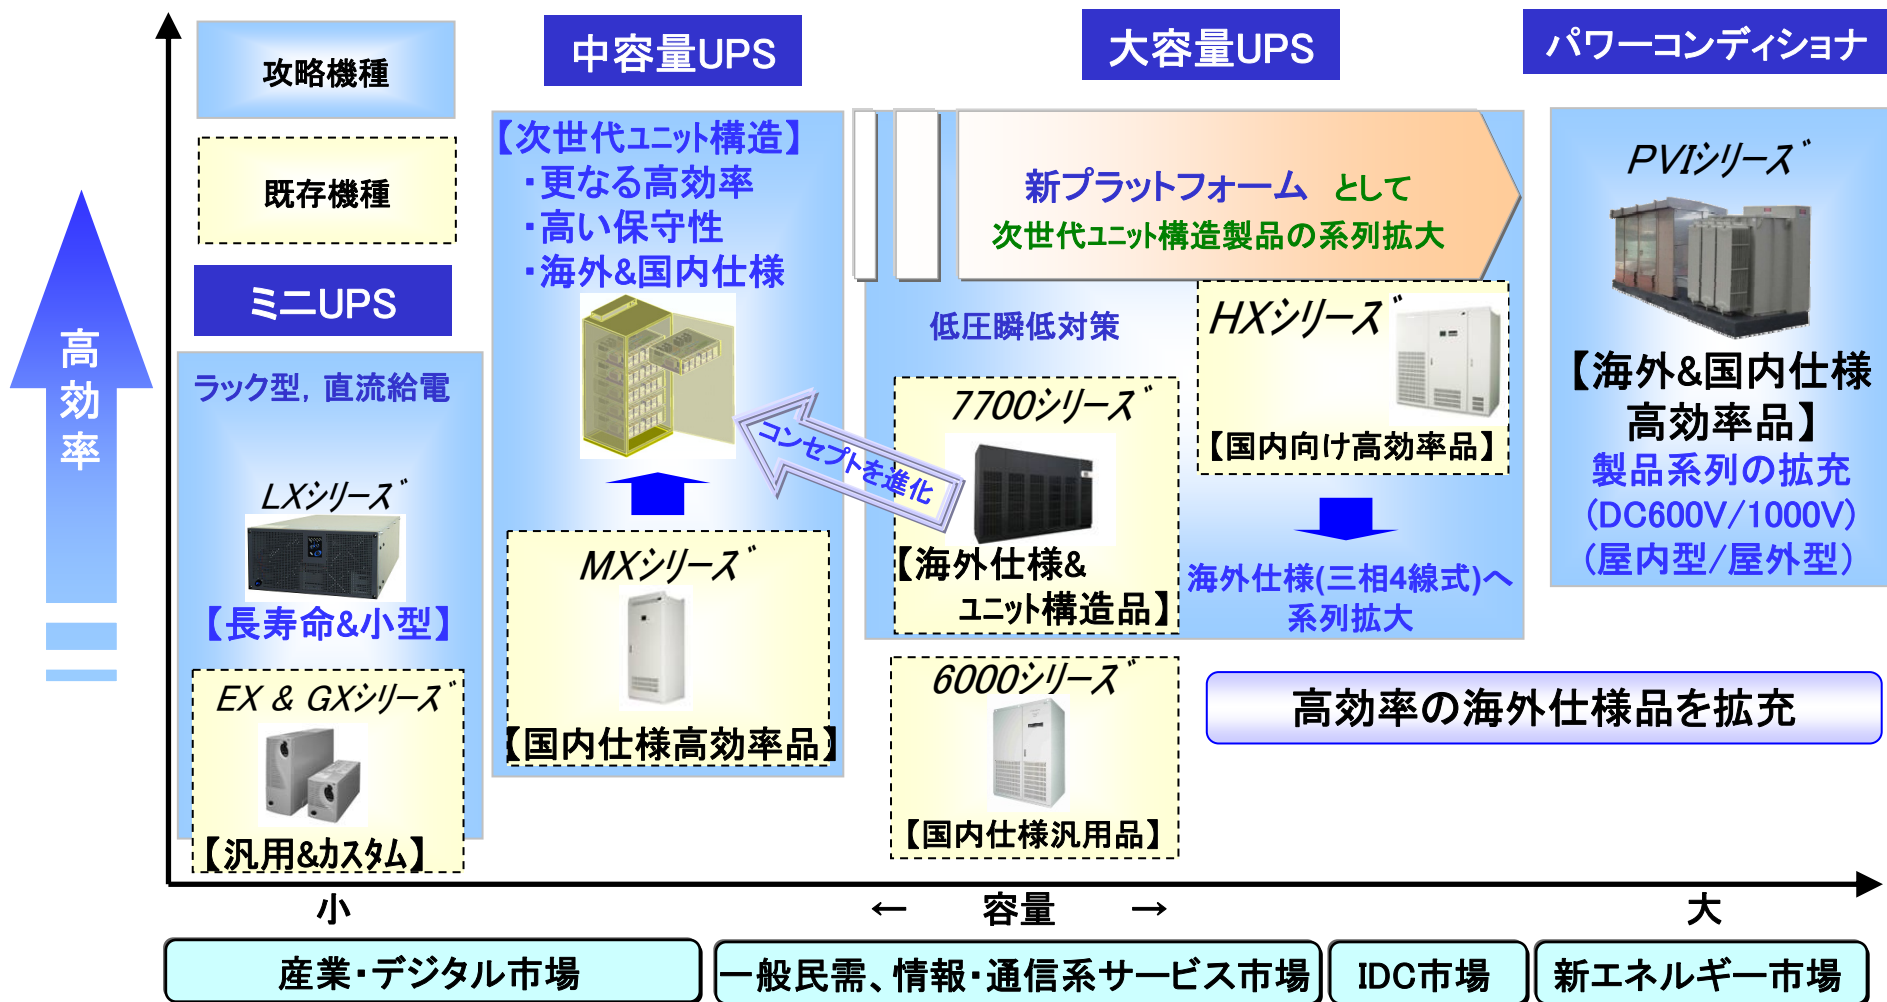 攻略機種
既存機種
高効率
ミニUPS
ラック型，直流給電
LXシリーズ
【長寿命&小型】
EX & GXシリーズ
【汎用&カスタム】
中容量UPS
【次世代ユニット構造】
・更なる高効率
・高い保守性
・海外&国内仕様
MXシリーズ
【国内仕様高効率品】
大容量UPS
新プラットフォーム として
次世代ユニット構造製品の系列拡大
低圧瞬低対策
7700シリーズ
コンセプトを進化
【海外仕様&
ユニット構造品】
HXシリーズ
【国内向け高効率品】
海外仕様(三相4線式)へ
系列拡大
6000シリーズ
【国内仕様汎用品】
パワーコンディショナ
PVIシリーズ
【海外&国内仕様
高効率品】
製品系列の拡充
(DC600V/1000V)
(屋内型/屋外型)
高効率の海外仕様品を拡充
小 ← 容量 → 大
産業・デジタル市場
一般民需、情報・通信系サービス市場
IDC市場
新エネルギー市場